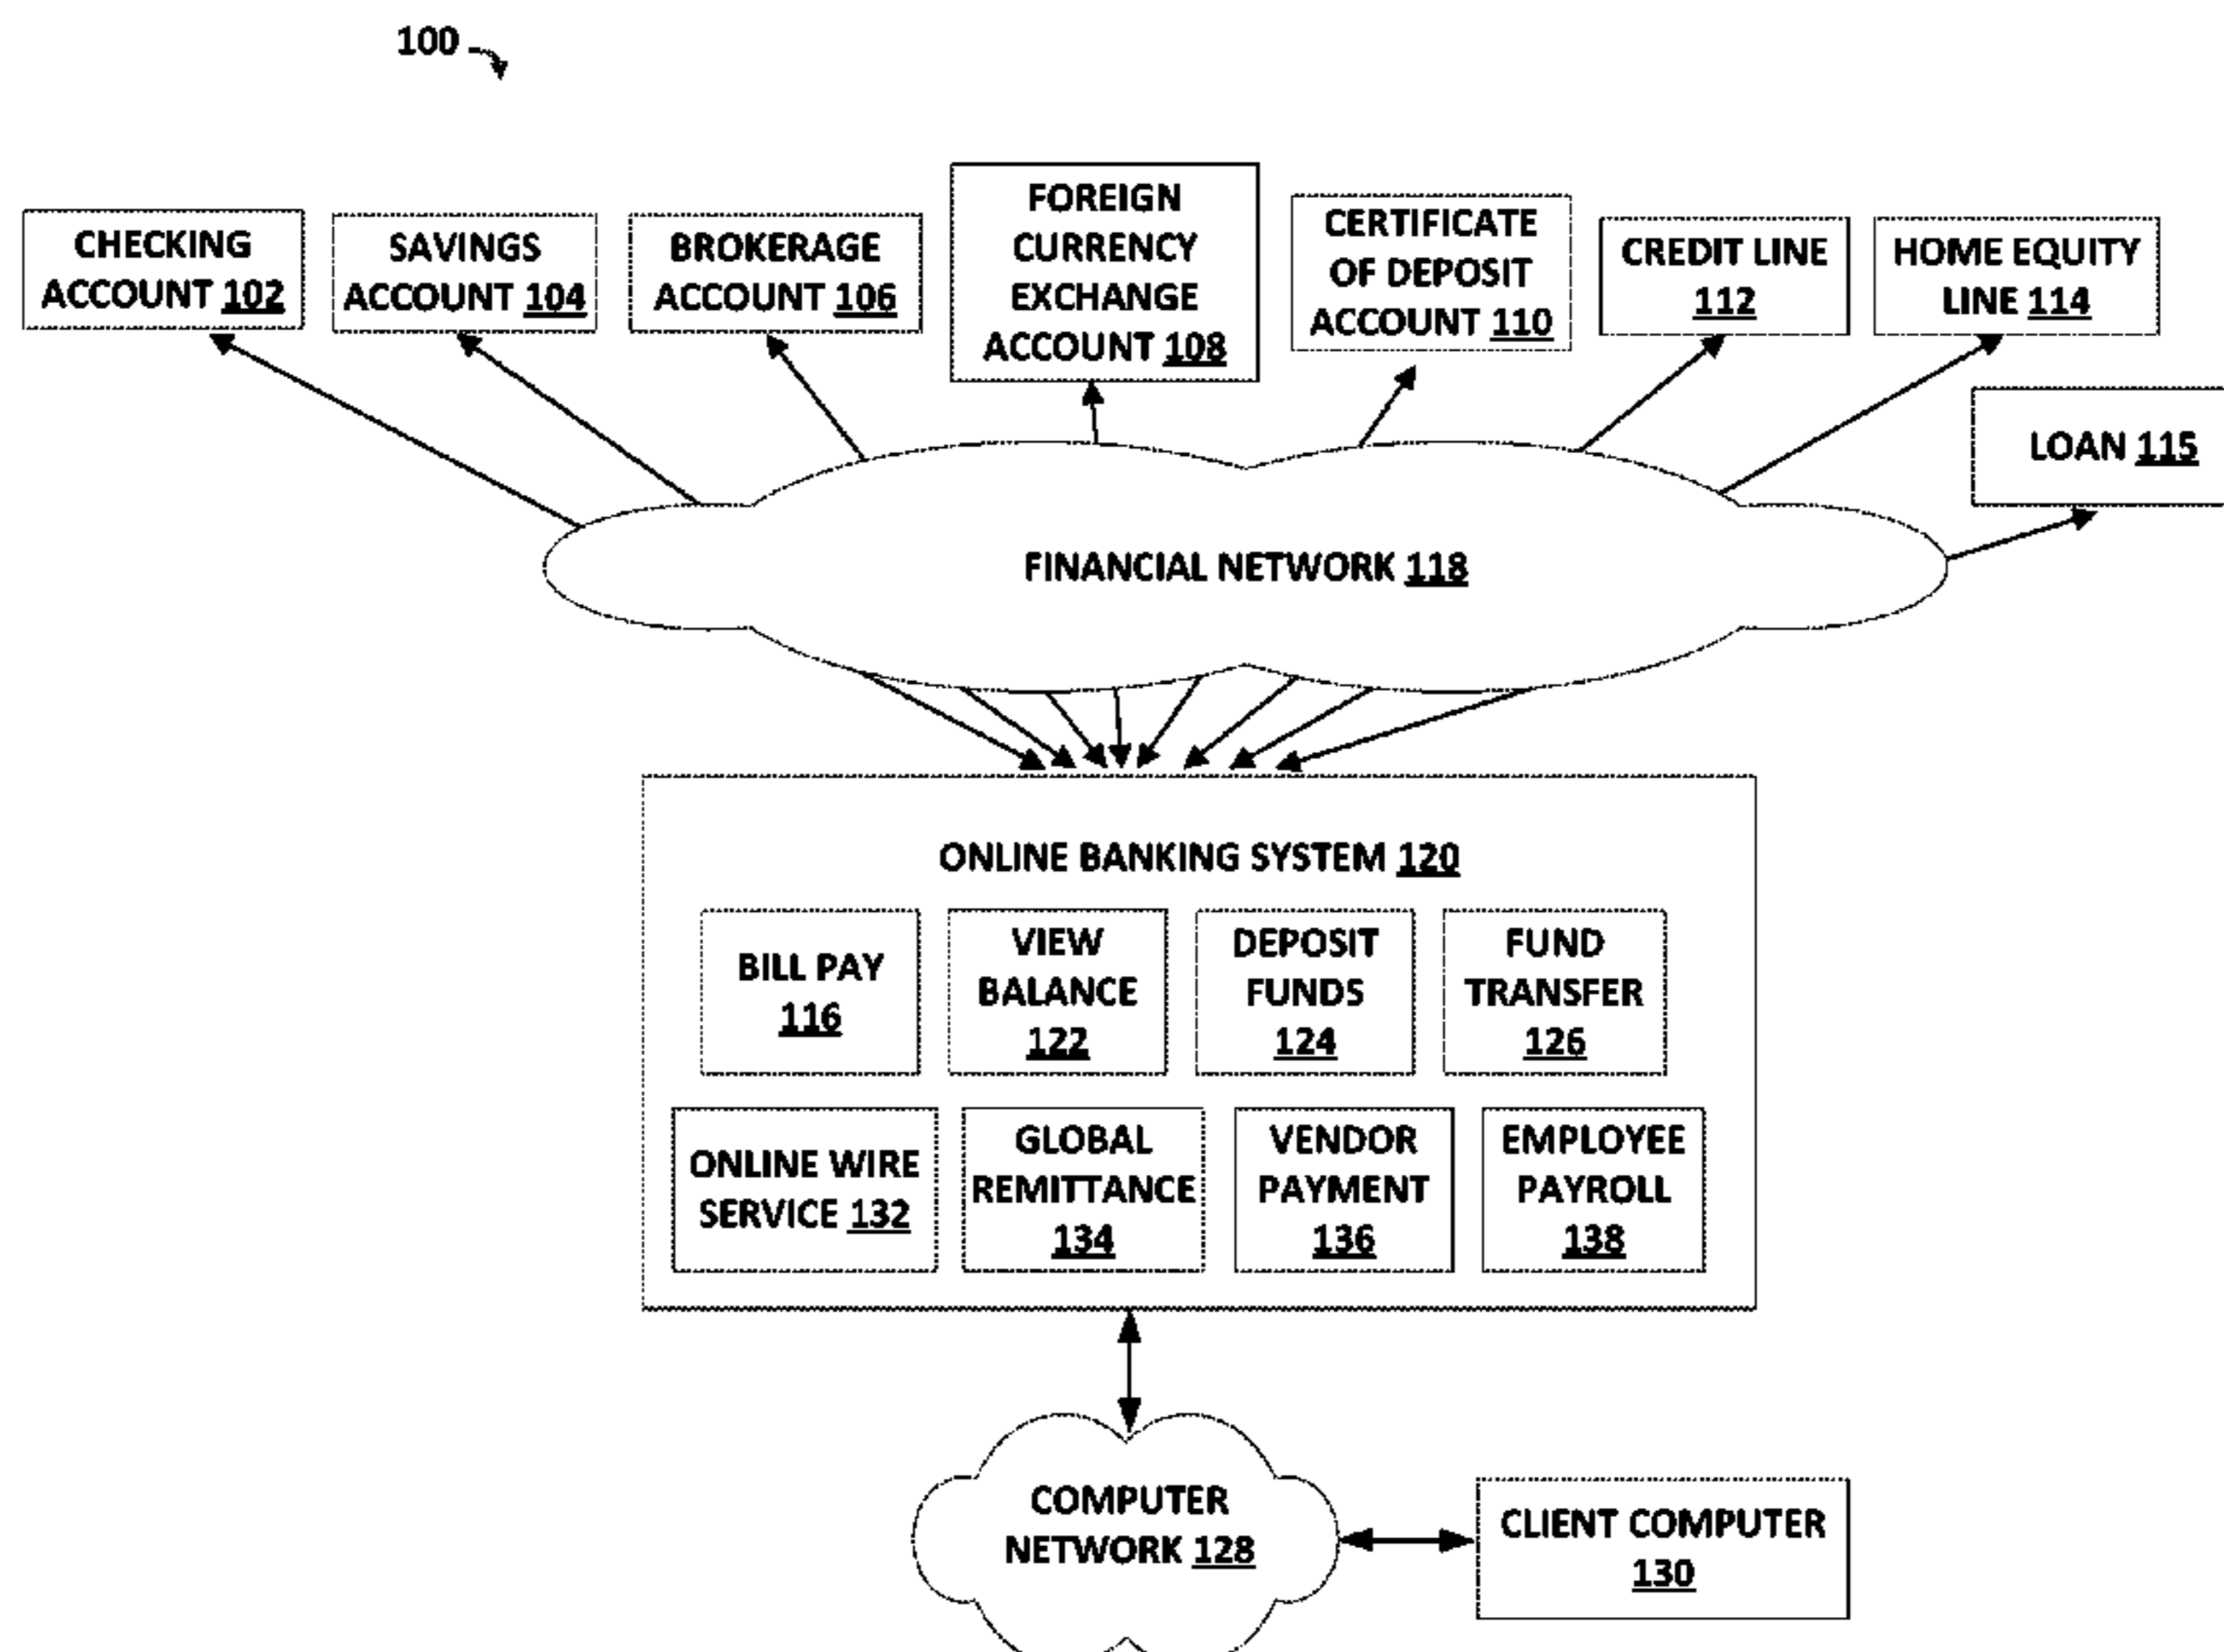 100
CHECKING
ACCOUNT 102
SAVINGS
ACCOUNT 104
BROKERAGE
ACCOUNT 106
FOREIGN
CURRENCY
EXCHANGE
ACCOUNT 108
CERTIFICATE
OF DEPOSIT
ACCOUNT 110
CREDIT LINE
112
HOME EQUITY
LINE 114
LOAN 115
FINANCIAL NETWORK 118
ONLINE BANKING SYSTEM 120
BILL PAY
116
VIEW
BALANCE
122
DEPOSIT
FUNDS
124
FUND
TRANSFER
126
ONLINE WIRE
SERVICE 132
GLOBAL
REMITTANCE
134
VENDOR
PAYMENT
136
EMPLOYEE
PAYROLL
138
COMPUTER
NETWORK 128
CLIENT COMPUTER
130